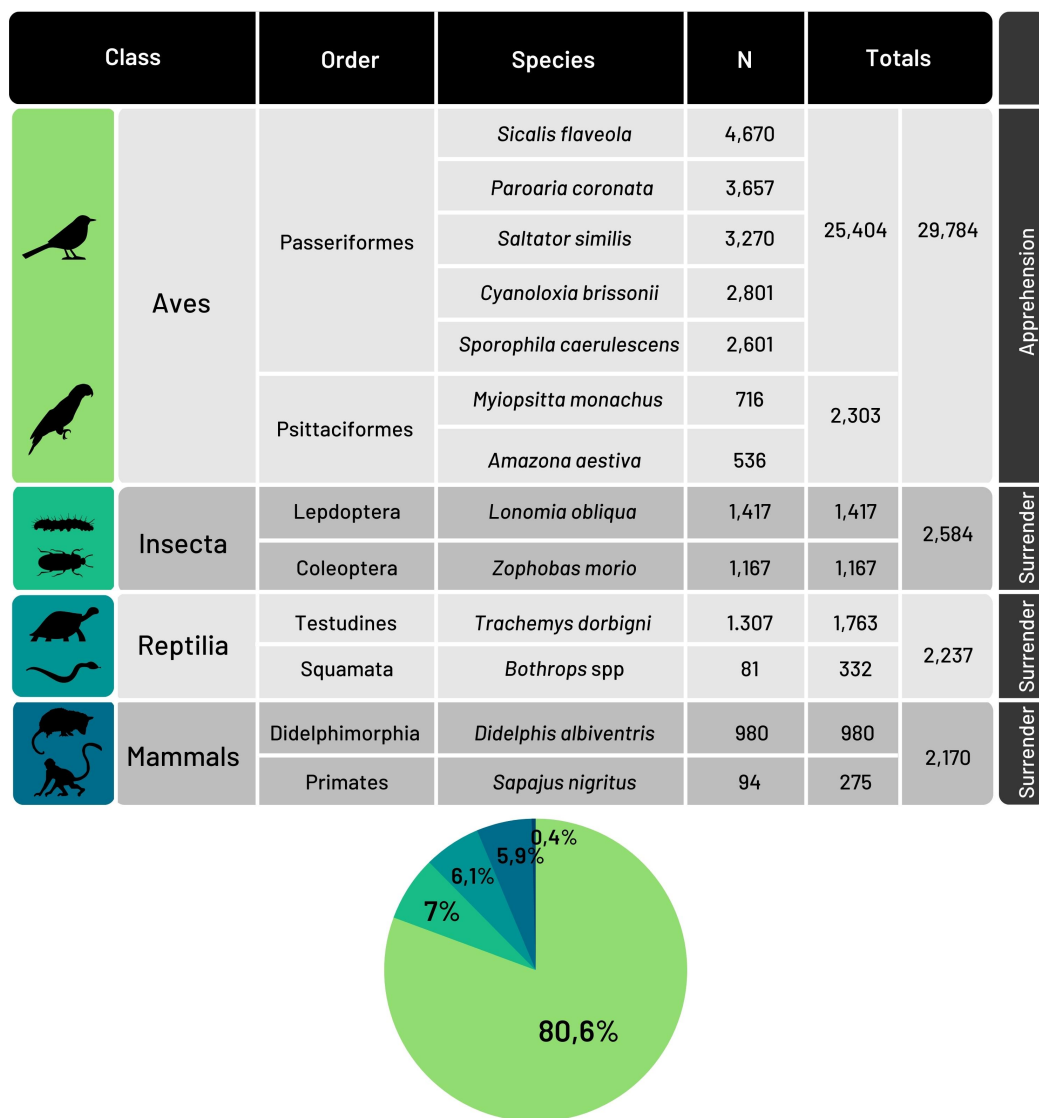 Class Order Species N Totals
Aves Passeriformes Sicalis flaveola 4,670 25,404 29,784 Apprehension
Paroaria coronata 3,657
Saltator similis 3,270
Cyanoloxia brissonii 2,801
Sporophila caerulescens 2,601
Psittaciformes Myiopsitta monachus 716 2,303
Amazona aestiva 536
Insecta Lepdoptera Lonomia obliqua 1,417 1,417 2,584 Surrender
Coleoptera Zophobas morio 1,167 1,167
Reptilia Testudines Trachemys dorbigni 1.307 1,763 2,237 Surrender
Squamata Bothrops spp 81 332
Mammals Didelphimorphia Didelphis albiventris 980 980 2,170 Surrender
Primates Sapajus nigritus 94 275
0,4%
5,9%
6,1%
7%
80,6%